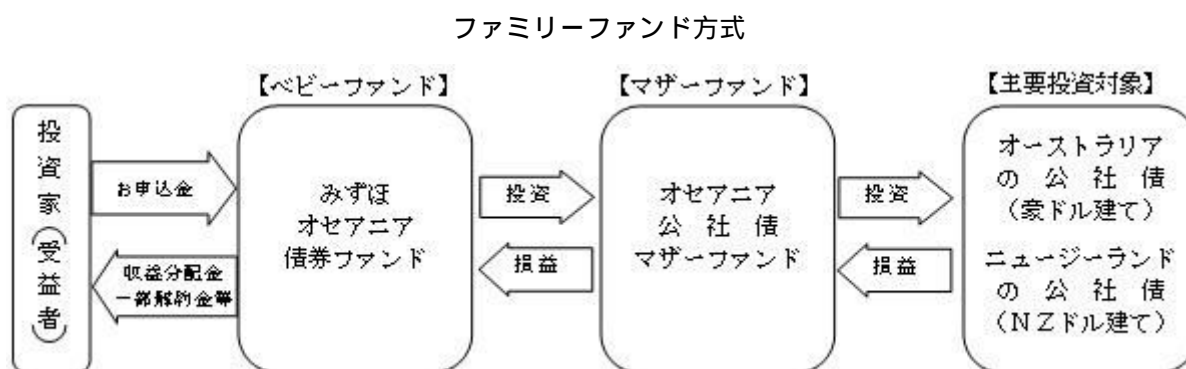 ファミリーファンド方式
【ベビーファンド】
【マザーファンド】
【主要投資対象】
投資家(受益者)
お申込金
収益分配金
一部解約金等
みずほ
オセアニア
債券ファンド
投資
損益
オセアニア
公社債
マザーファンド
投資
損益
オーストラリア
の公社債
(豪ドル建て)
ニュージーランド
の公社債
(NZドル建て)